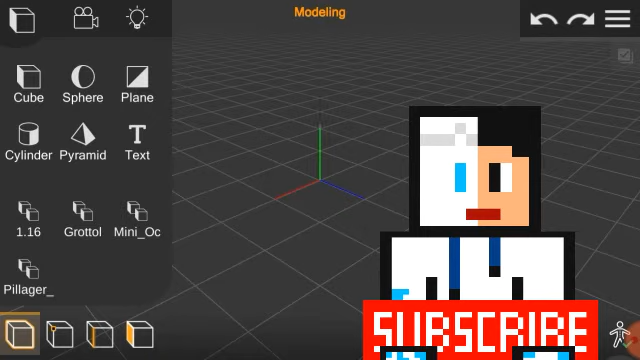 Modeling
Cube Sphere Plane
Cylinder Pyramid Text
1.16 Grottol Mini_Oc
Pillager_
SUBSCRIBE